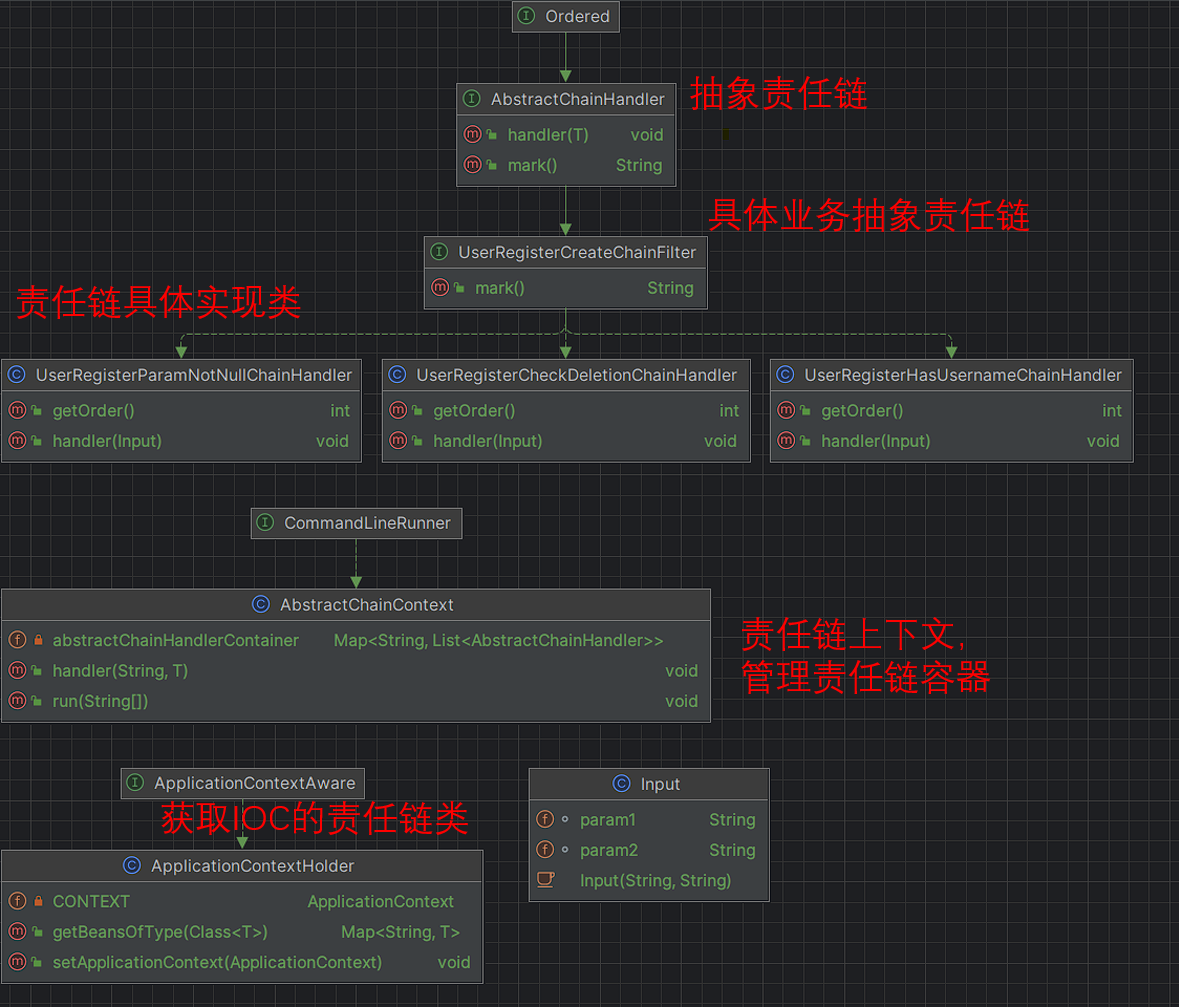 Ordered
AbstractChainHandler
抽象责任链
handler(T) void
mark() String
具体业务抽象责任链
UserRegisterCreateChainFilter
mark() String
责任链具体实现类
UserRegisterParamNotNullChainHandler
getOrder() int
handler(Input) void
UserRegisterCheckDeletionChainHandler
getOrder() int
handler(Input) void
UserRegisterHasUsernameChainHandler
getOrder() int
handler(Input) void
CommandLineRunner
AbstractChainContext
abstractChainHandlerContainer Map<String, List<AbstractChainHandler>>
handler(String, T) void
run(String[]) void
责任链上下文,
管理责任链容器
ApplicationContextAware
获取IOC的责任链类
ApplicationContextHolder
CONTEXT ApplicationContext
getBeansOfType(Class<T>) Map<String, T>
setApplicationContext(ApplicationContext) void
Input
param1 String
param2 String
Input(String, String)